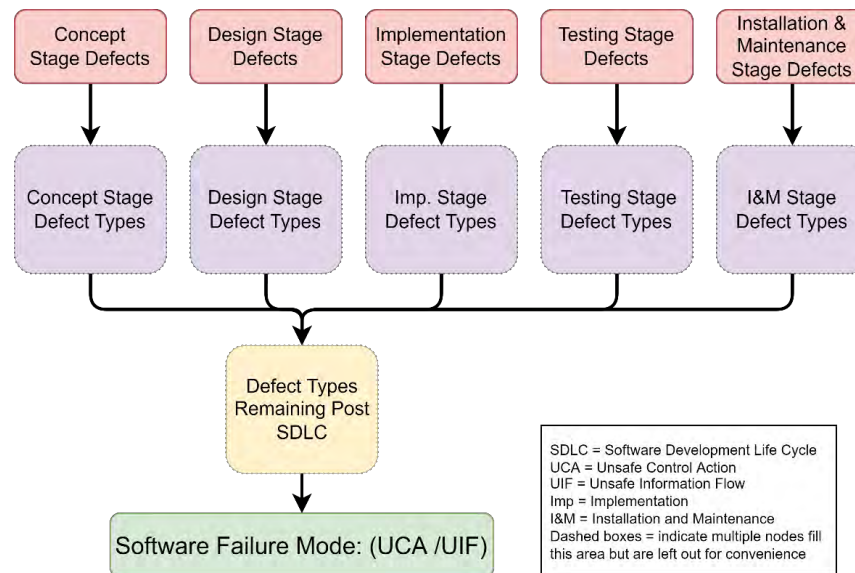 Concept
Stage Defects
Design Stage
Defects
Implementation
Stage Defects
Testing Stage
Defects
Installation &
Maintenance
Stage Defects
Concept Stage
Defect Types
Design Stage
Defect Types
Imp. Stage
Defect Types
Testing Stage
Defect Types
I&M Stage
Defect Types
Defect Types
Remaining Post
SDLC
Software Failure Mode: (UCA /UIF)
SDLC = Software Development Life Cycle
UCA = Unsafe Control Action
UIF = Unsafe Information Flow
Imp = Implementation
I&M = Installation and Maintenance
Dashed boxes = indicate multiple nodes fill
this area but are left out for convenience